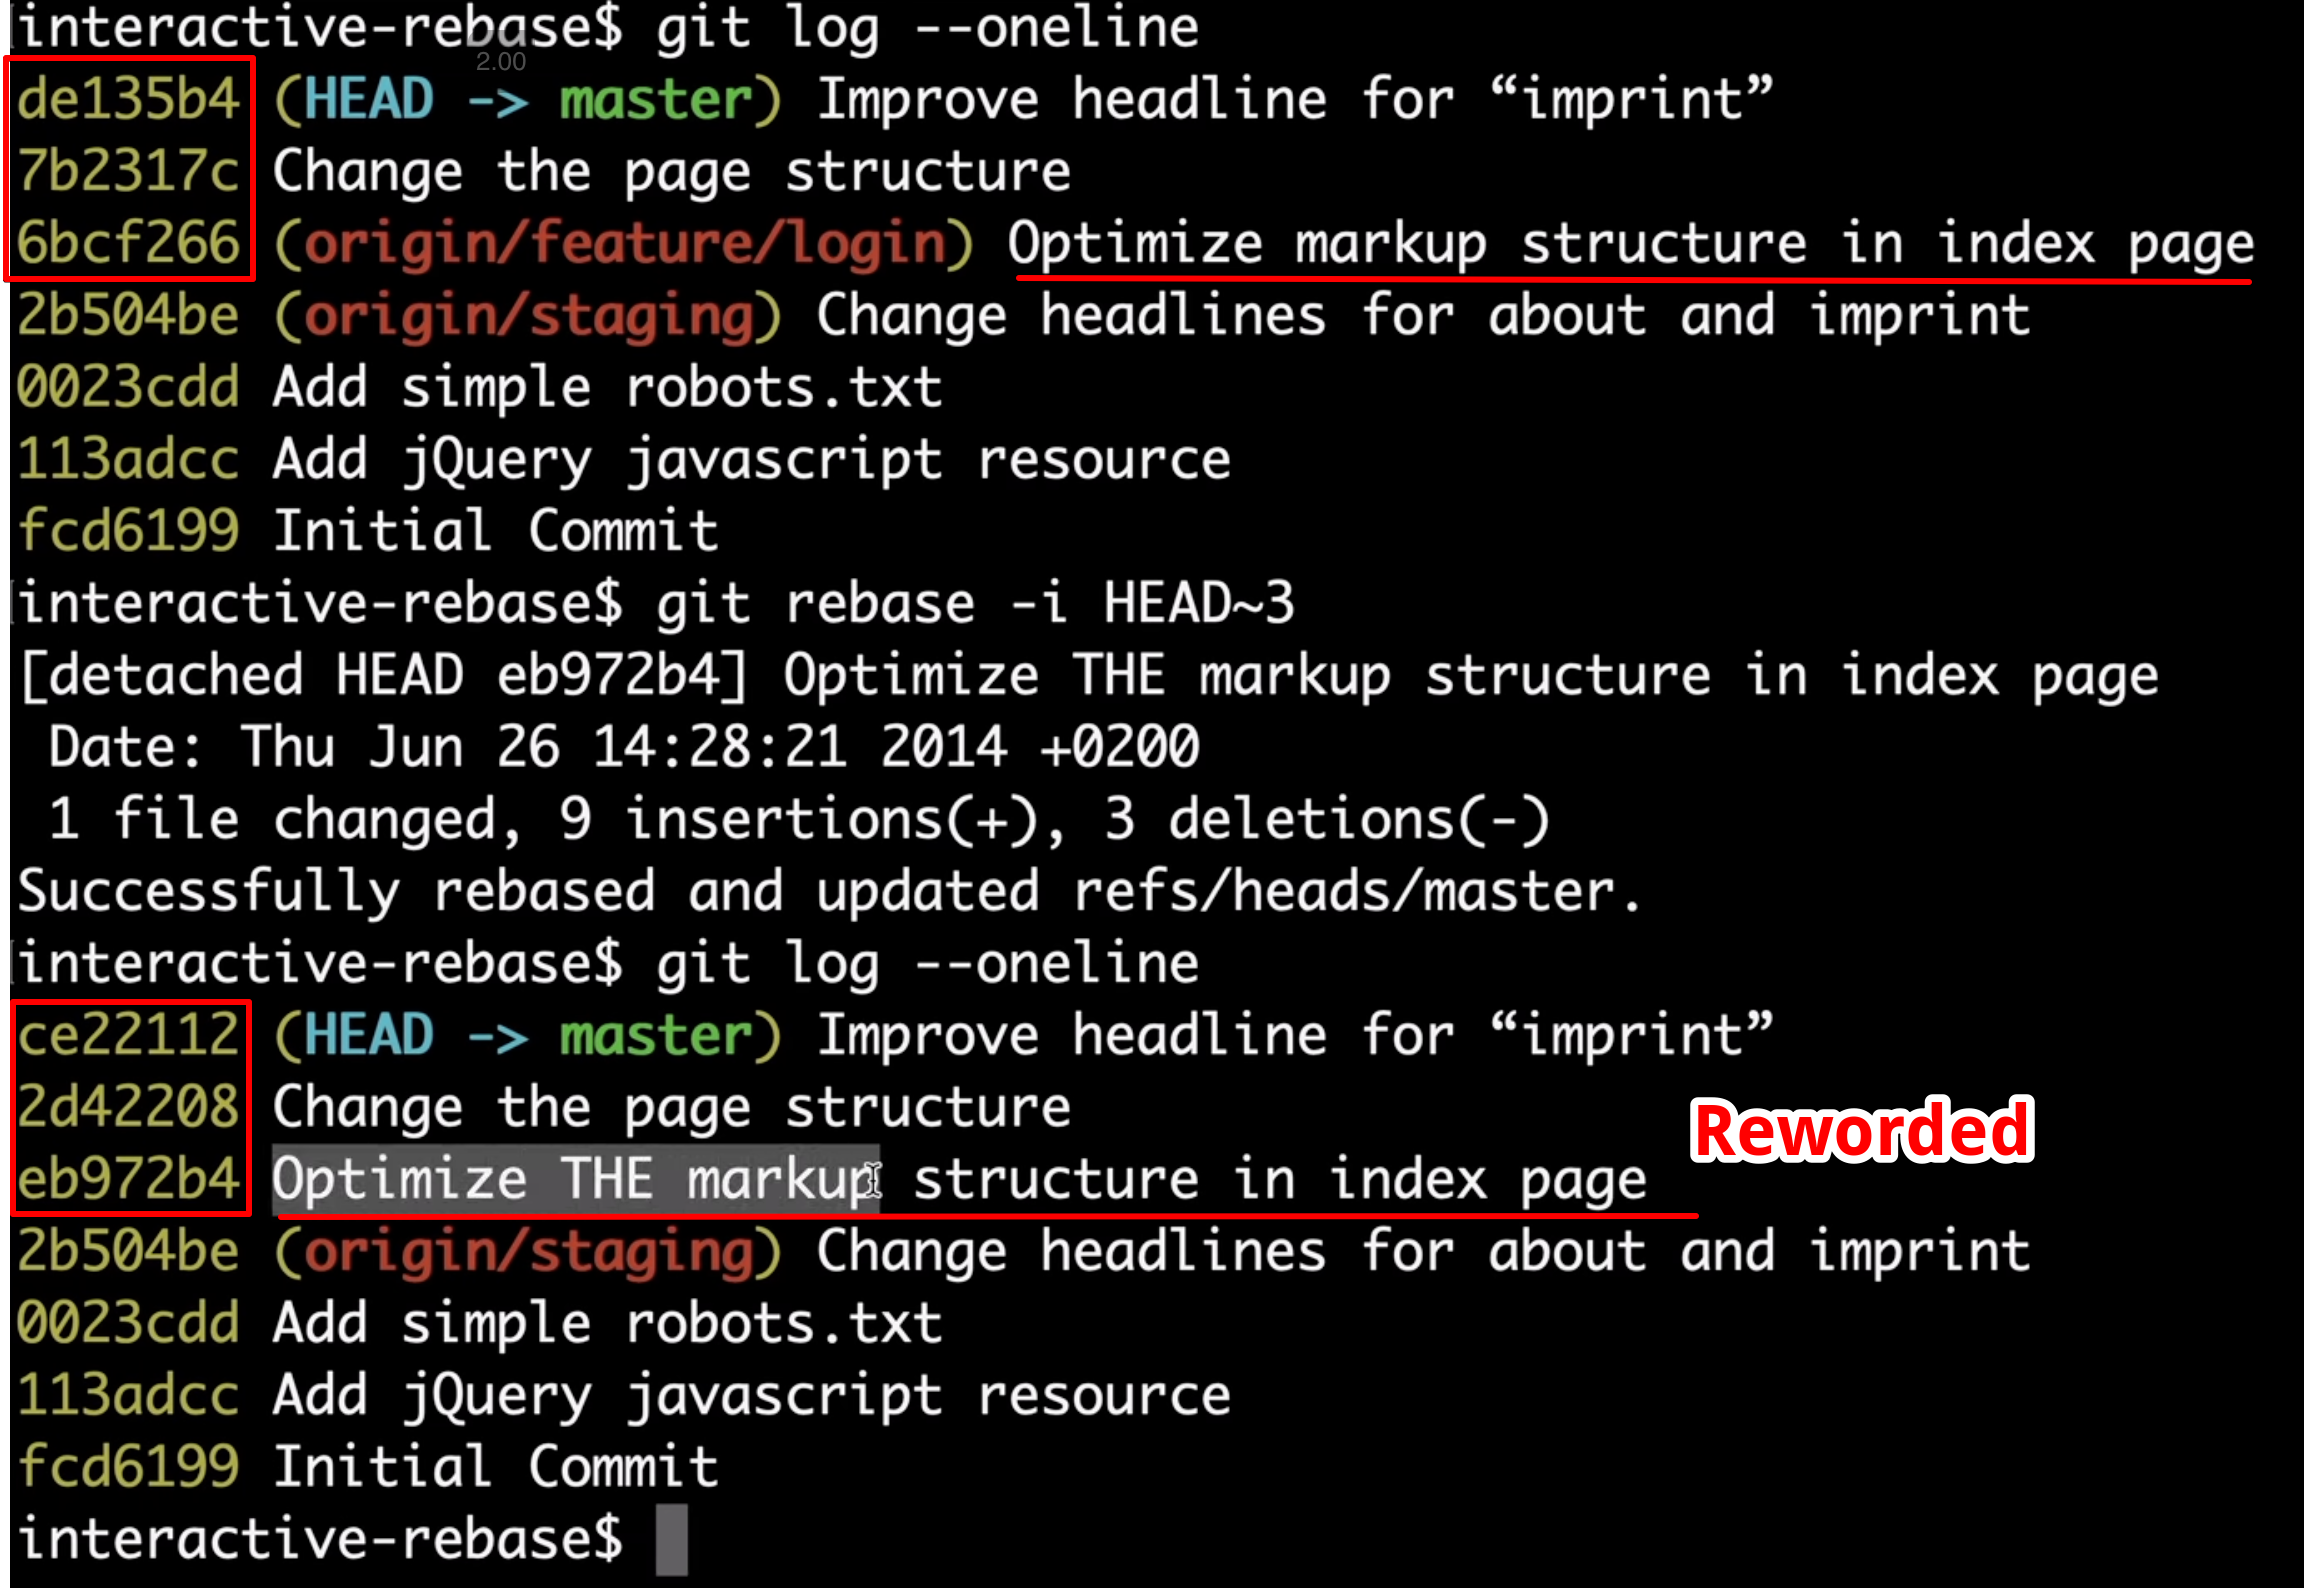 interactive-rebase$ git log --oneline
2.00
de135b4 (HEAD -> master) Improve headline for “imprint”
7b2317c Change the page structure
6bcf266 (origin/feature/login) Optimize markup structure in index page
2b504be (origin/staging) Change headlines for about and imprint
0023cdd Add simple robots.txt
113adcc Add jQuery javascript resource
fcd6199 Initial Commit
interactive-rebase$ git rebase -i HEAD~3
[detached HEAD eb972b4] Optimize THE markup structure in index page
 Date: Thu Jun 26 14:28:21 2014 +0200
 1 file changed, 9 insertions(+), 3 deletions(-)
Successfully rebased and updated refs/heads/master.
interactive-rebase$ git log --oneline
ce22112 (HEAD -> master) Improve headline for “imprint”
2d42208 Change the page structure
Reworded
eb972b4 Optimize THE markup structure in index page
2b504be (origin/staging) Change headlines for about and imprint
0023cdd Add simple robots.txt
113adcc Add jQuery javascript resource
fcd6199 Initial Commit
interactive-rebase$